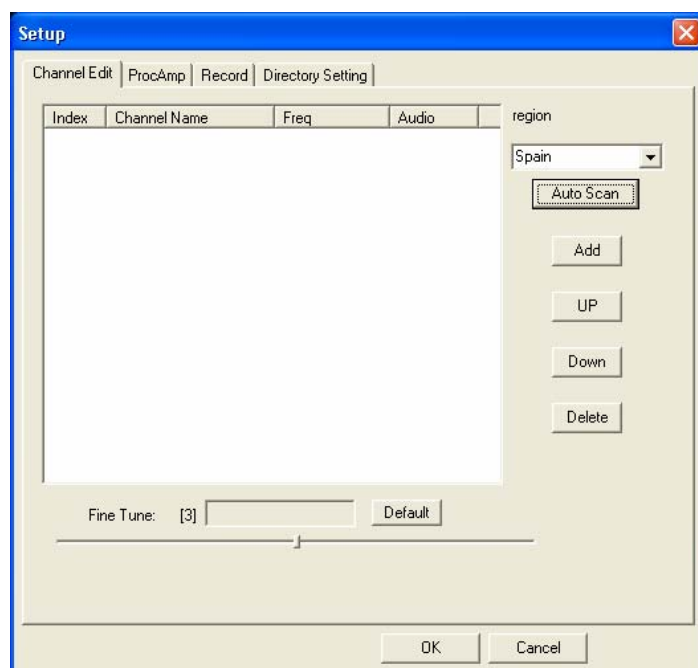 Setup
Channel Edit ProcAmp Record Directory Setting
Index Channel Name Freq Audio
region
Spain
Auto Scan
Add
UP
Down
Delete
Fine Tune: [3] Default
OK Cancel